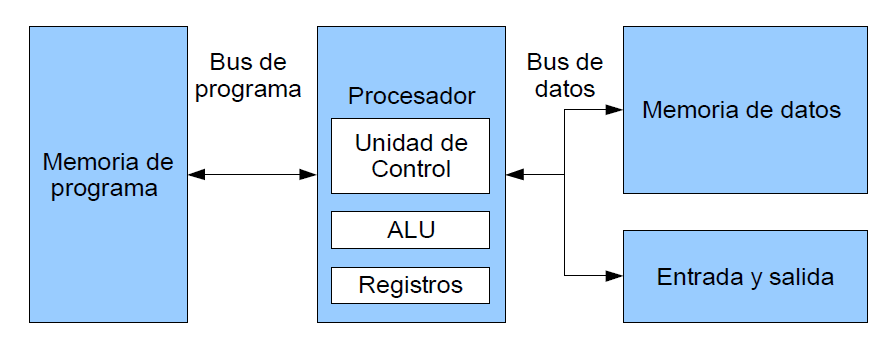 Memoria de
programa
Bus de
programa
Procesador
Unidad de
Control
ALU
Registros
Bus de
datos
Memoria de datos
Entrada y salida